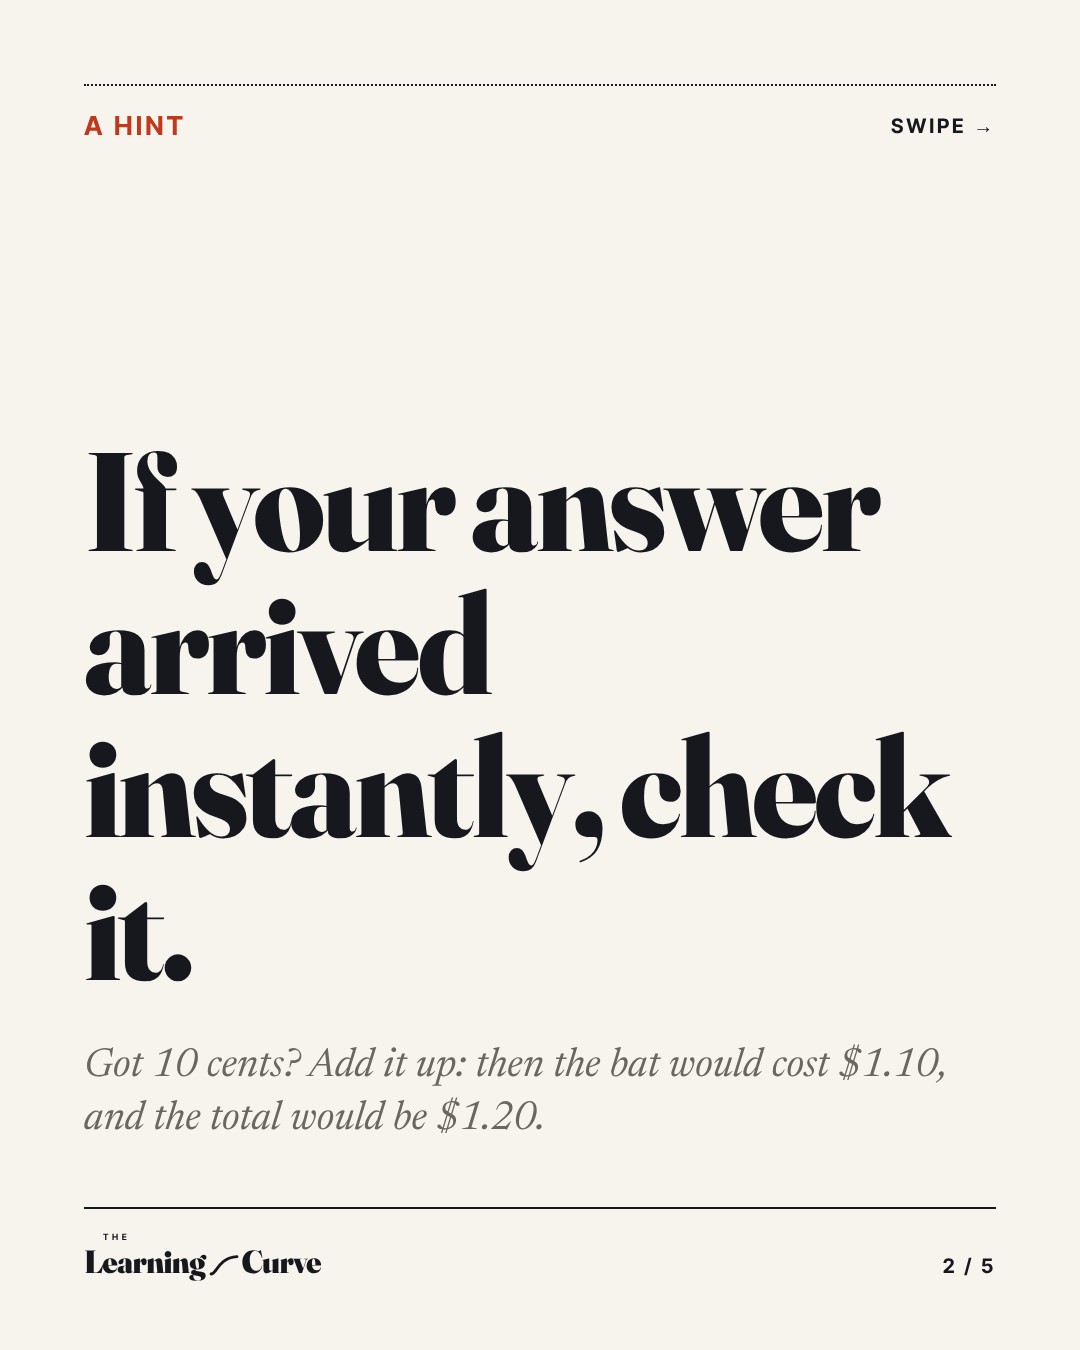 A HINT
SWIPE →
If your answer
arrived
instantly, check
it.
Got 10 cents? Add it up: then the bat would cost $1.10,
and the total would be $1.20.
THE
Learning Curve
2 / 5